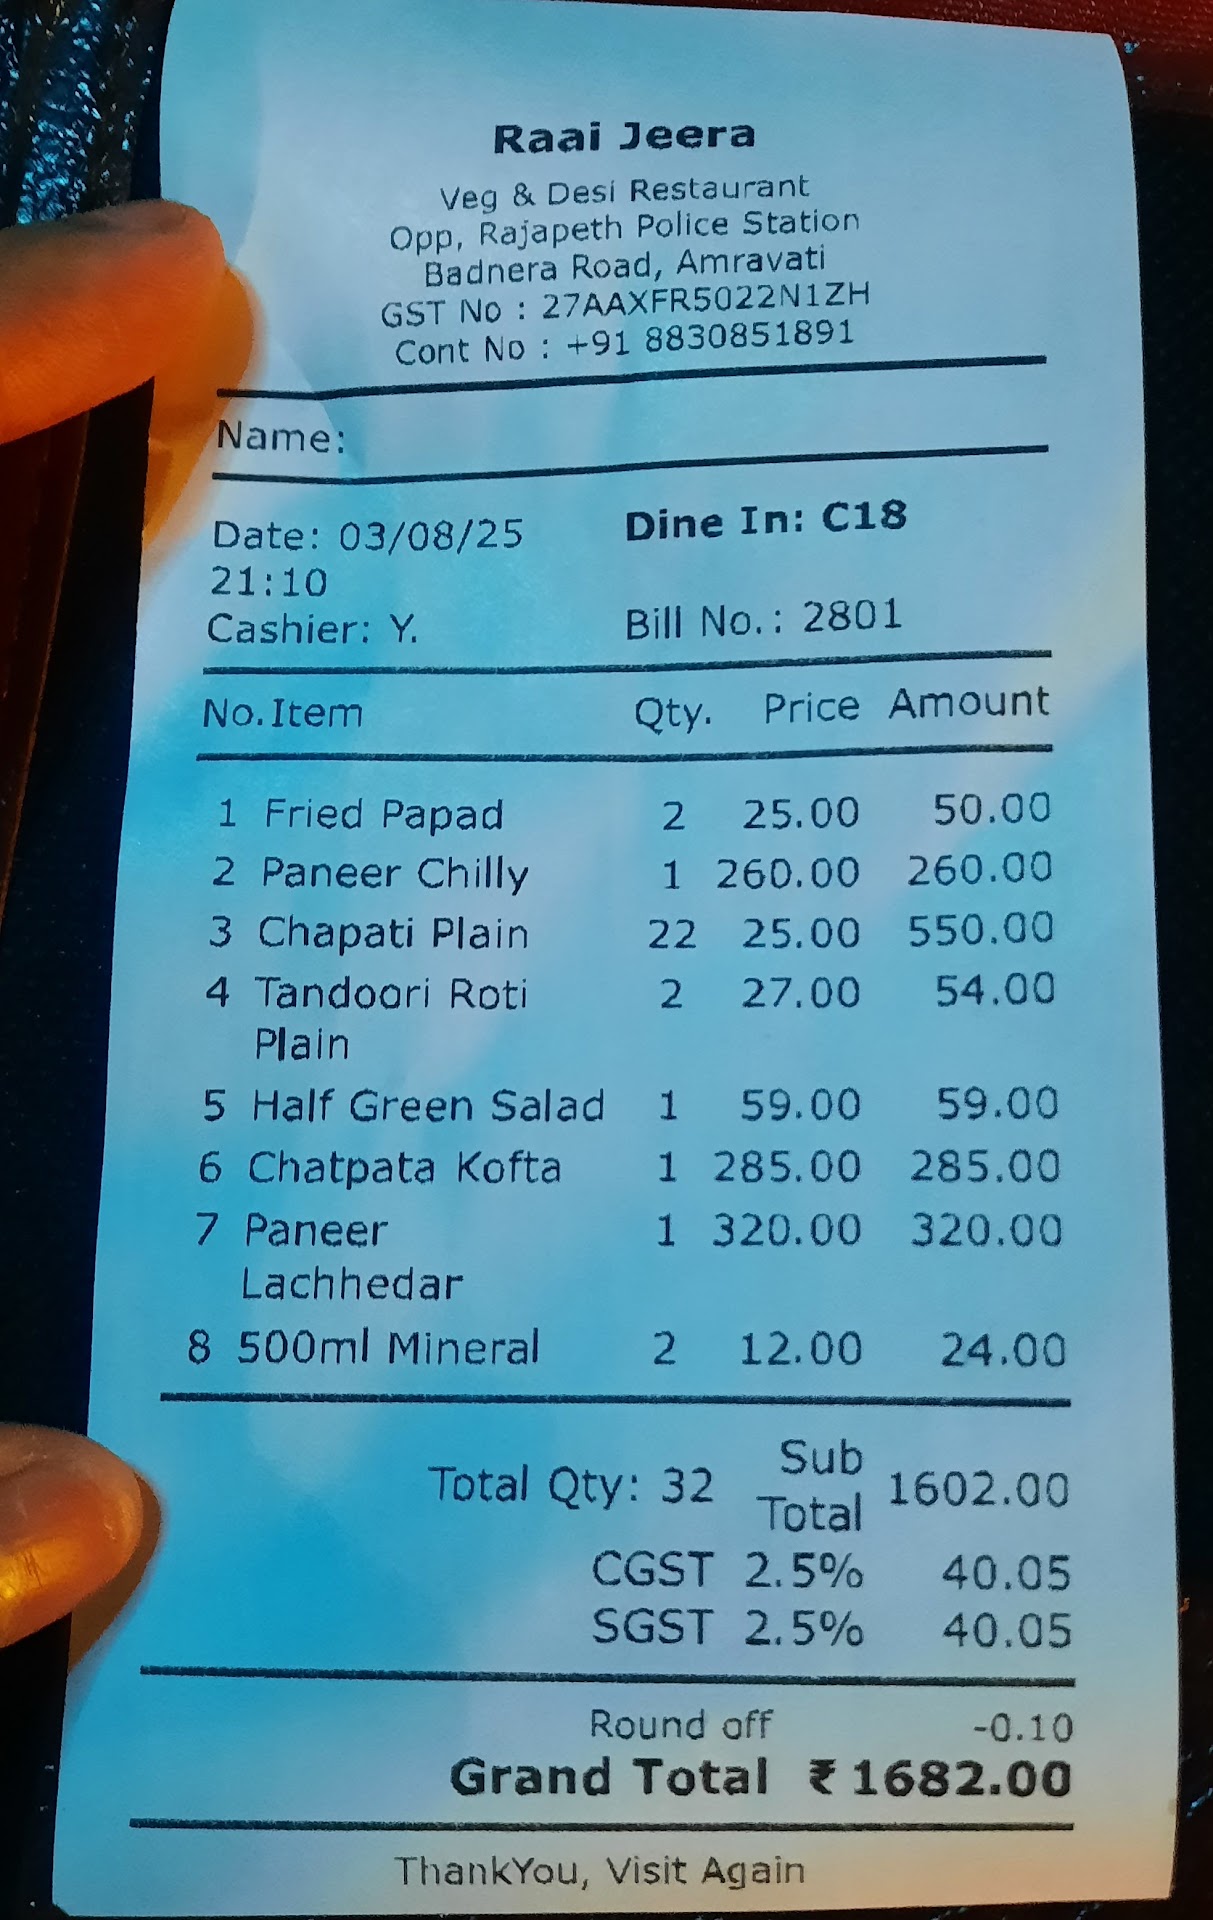 Raai Jeera
Veg & Desi Restaurant
Opp, Rajapeth Police Station
Badnera Road, Amravati
GST No : 27AAXFR5022N1ZH
Cont No : +91 8830851891
Name:
Date: 03/08/25 Dine In: C18
21:10
Cashier: Y. Bill No.: 2801
No.Item Qty. Price Amount
1 Fried Papad 2 25.00 50.00
2 Paneer Chilly 1 260.00 260.00
3 Chapati Plain 22 25.00 550.00
4 Tandoori Roti 2 27.00 54.00
Plain
5 Half Green Salad 1 59.00 59.00
6 Chatpata Kofta 1 285.00 285.00
7 Paneer 1 320.00 320.00
Lachhedar
8 500ml Mineral 2 12.00 24.00
Total Qty: 32 Sub Total 1602.00
CGST 2.5% 40.05
SGST 2.5% 40.05
Round off -0.10
Grand Total ₹ 1682.00
ThankYou, Visit Again